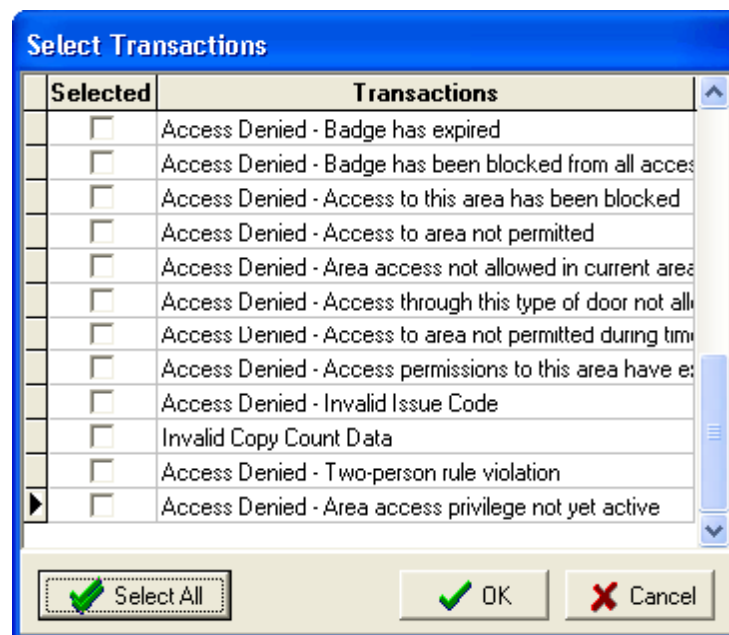 Select Transactions
Selected Transactions
Access Denied - Badge has expired
Access Denied - Badge has been blocked from all acces
Access Denied - Access to this area has been blocked
Access Denied - Access to area not permitted
Access Denied - Area access not allowed in current area
Access Denied - Access through this type of door not all
Access Denied - Access to area not permitted during
Access Denied - Access permissions to this area have
Access Denied - Invalid Issue Code
Invalid Copy Count Data
Access Denied - Two-person rule violation
Access Denied - Area access privilege not yet active
Select All OK Cancel